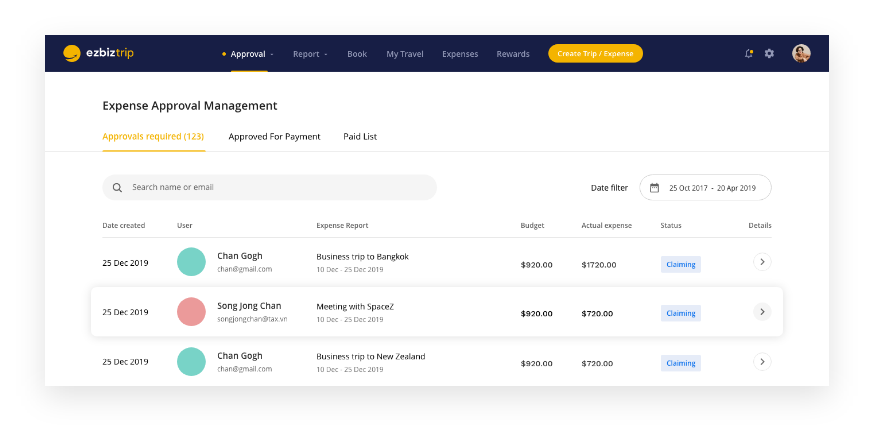 ezbiztrip
Approval
Report
Book
My Travel
Expenses
Rewards
Create Trip / Expense
Expense Approval Management
Approvals required (123)
Approved For Payment
Paid List
Search name or email
Date filter
25 Oct 2017 - 20 Apr 2019
Date created User Expense Report Budget Actual expense Status Details
25 Dec 2019 Chan Gogh Business trip to Bangkok $920.00 $1720.00 Claiming
chan@gmail.com 10 Dec - 25 Dec 2019
25 Dec 2019 Song Jong Chan Meeting with SpaceZ $920.00 $720.00 Claiming
songjongchan@tax.vn 10 Dec - 25 Dec 2019
25 Dec 2019 Chan Gogh Business trip to New Zealand $920.00 $720.00 Claiming
chan@gmail.com 10 Dec - 25 Dec 2019